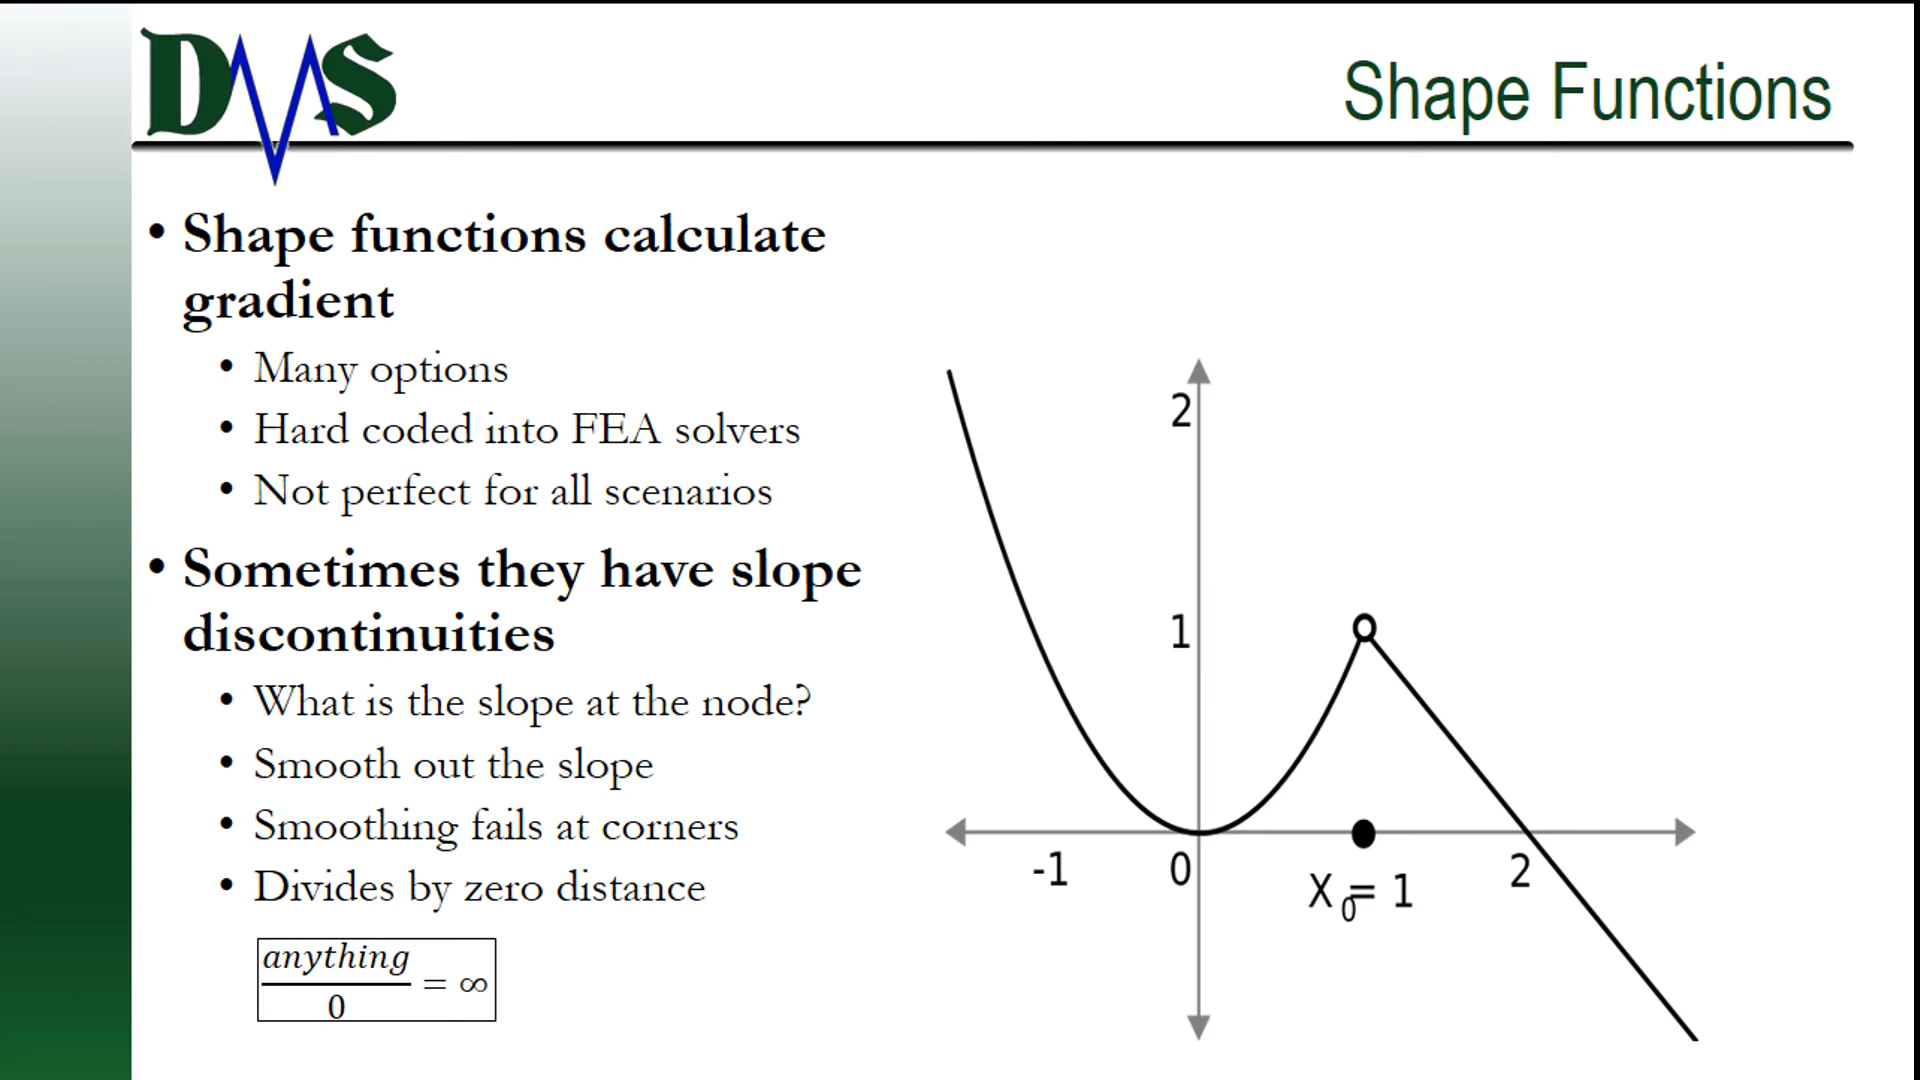 DMS
Shape Functions
• Shape functions calculate
gradient
• Many options
• Hard coded into FEA solvers
• Not perfect for all scenarios
• Sometimes they have slope
discontinuities
• What is the slope at the node?
• Smooth out the slope
• Smoothing fails at corners
• Divides by zero distance
anything
= ∞
0
2
1
-1
0
X₀= 1
2